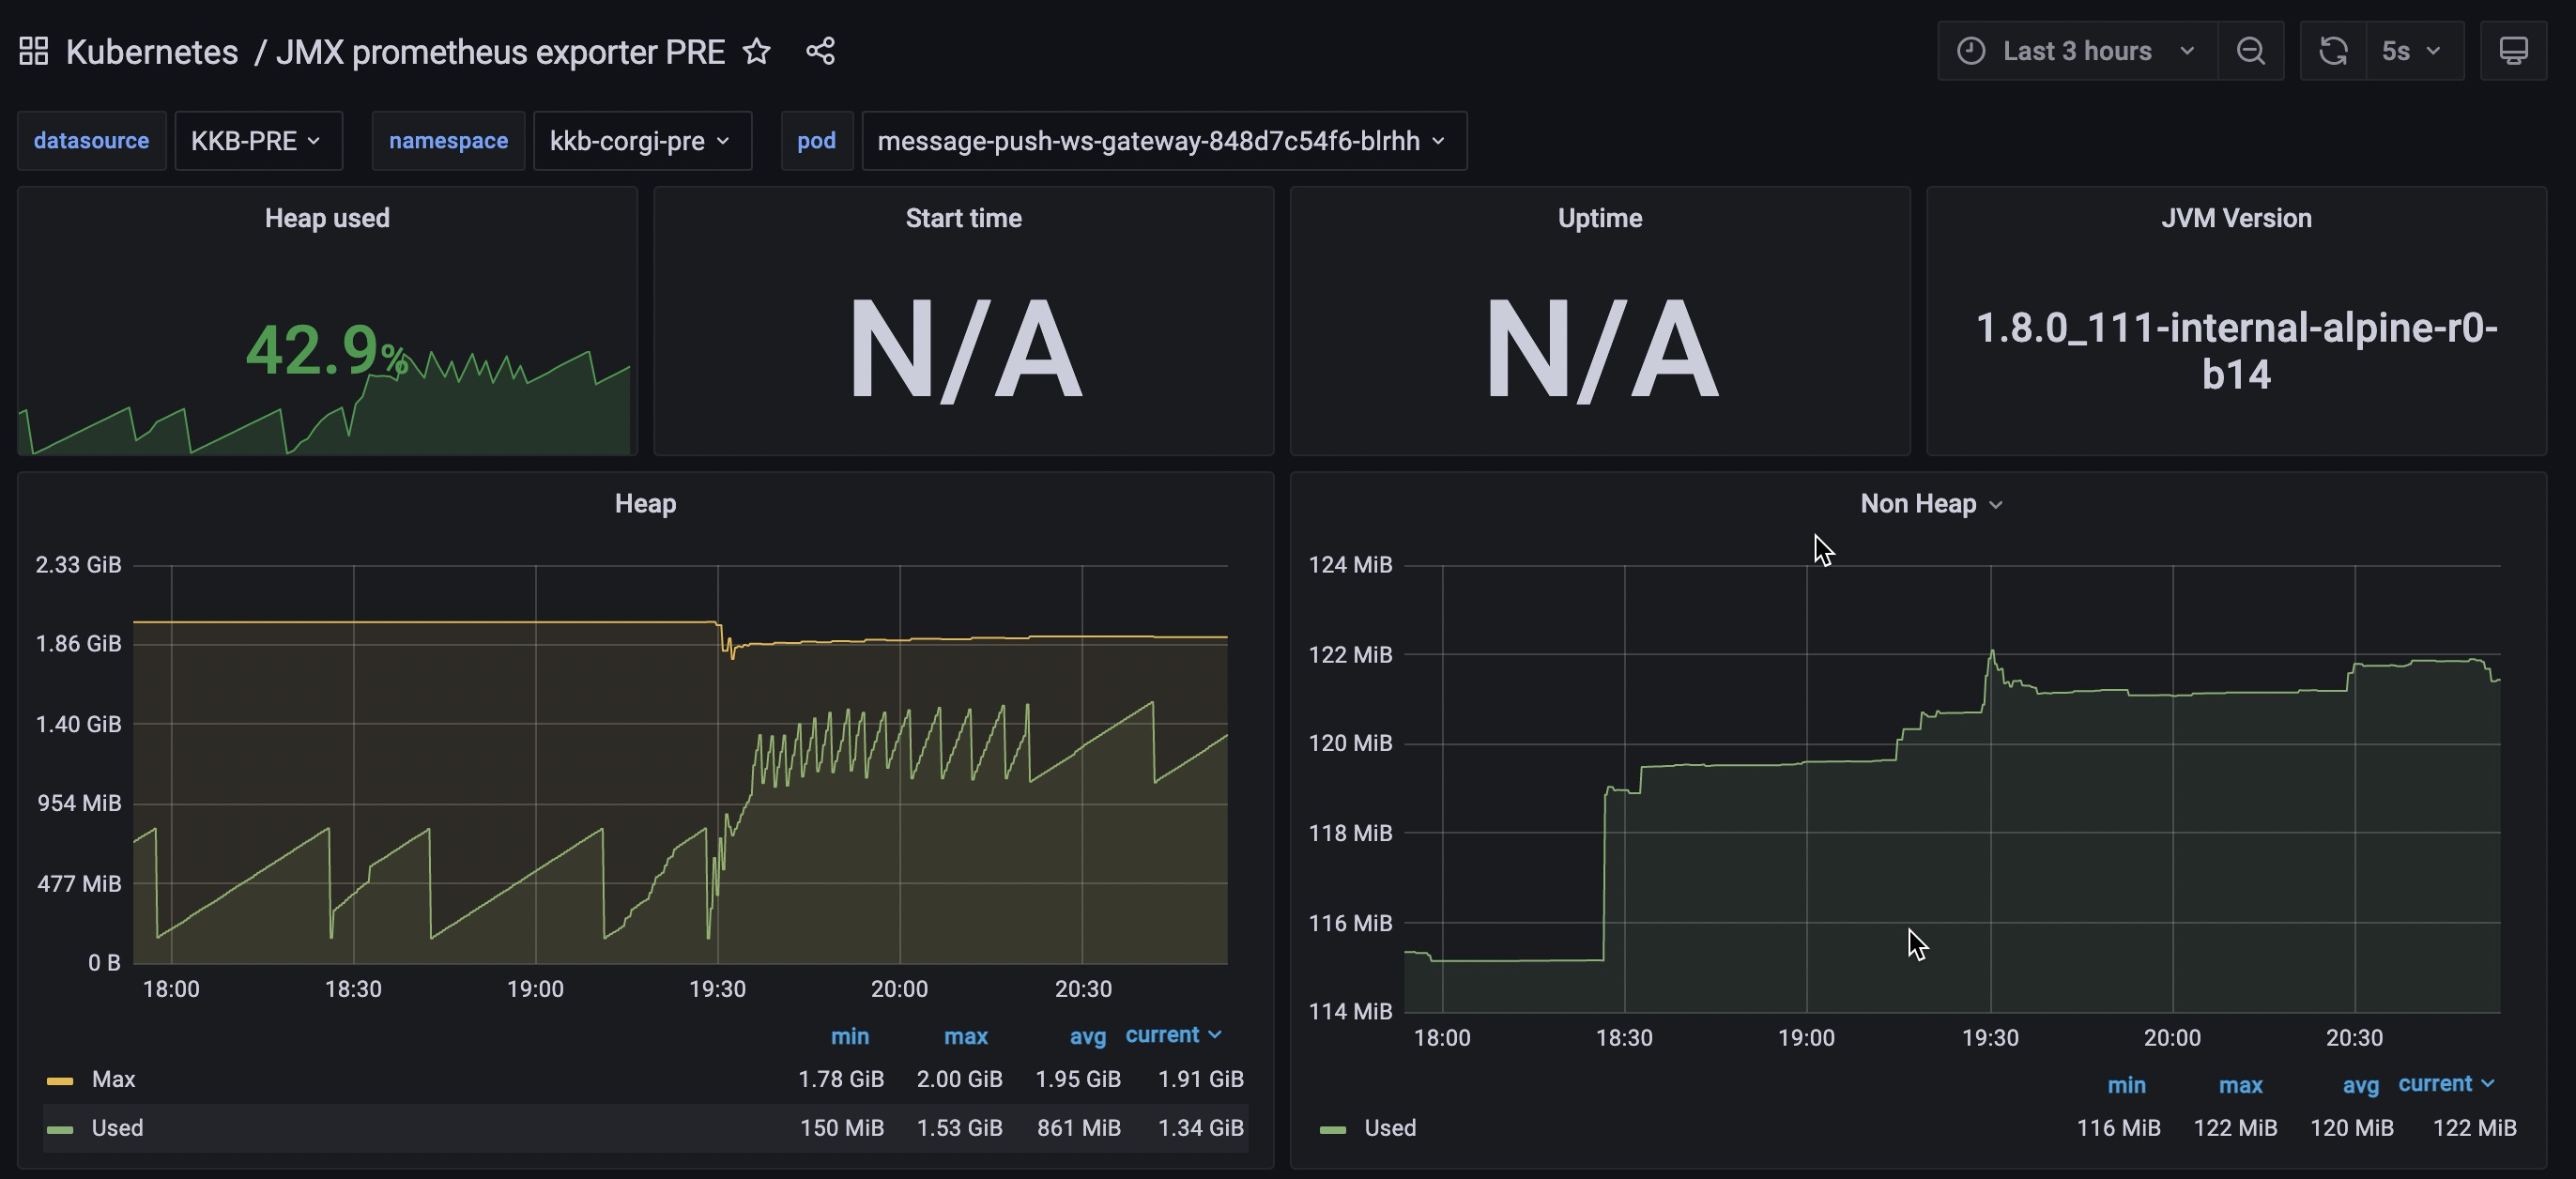 Kubernetes / JMX prometheus exporter PRE
Last 3 hours
5s
datasource
KKB-PRE
namespace
kkb-corgi-pre
pod
message-push-ws-gateway-848d7c54f6-blrhh
Heap used
42.9%
Start time
N/A
Uptime
N/A
JVM Version
1.8.0_111-internal-alpine-r0-
b14
Heap
2.33 GiB
1.86 GiB
1.40 GiB
954 MiB
477 MiB
0 B
18:00 18:30 19:00 19:30 20:00 20:30
min max avg current
Max 1.78 GiB 2.00 GiB 1.95 GiB 1.91 GiB
Used 150 MiB 1.53 GiB 861 MiB 1.34 GiB
Non Heap
124 MiB
122 MiB
120 MiB
118 MiB
116 MiB
114 MiB
18:00 18:30 19:00 19:30 20:00 20:30
min max avg current
Used 116 MiB 122 MiB 120 MiB 122 MiB